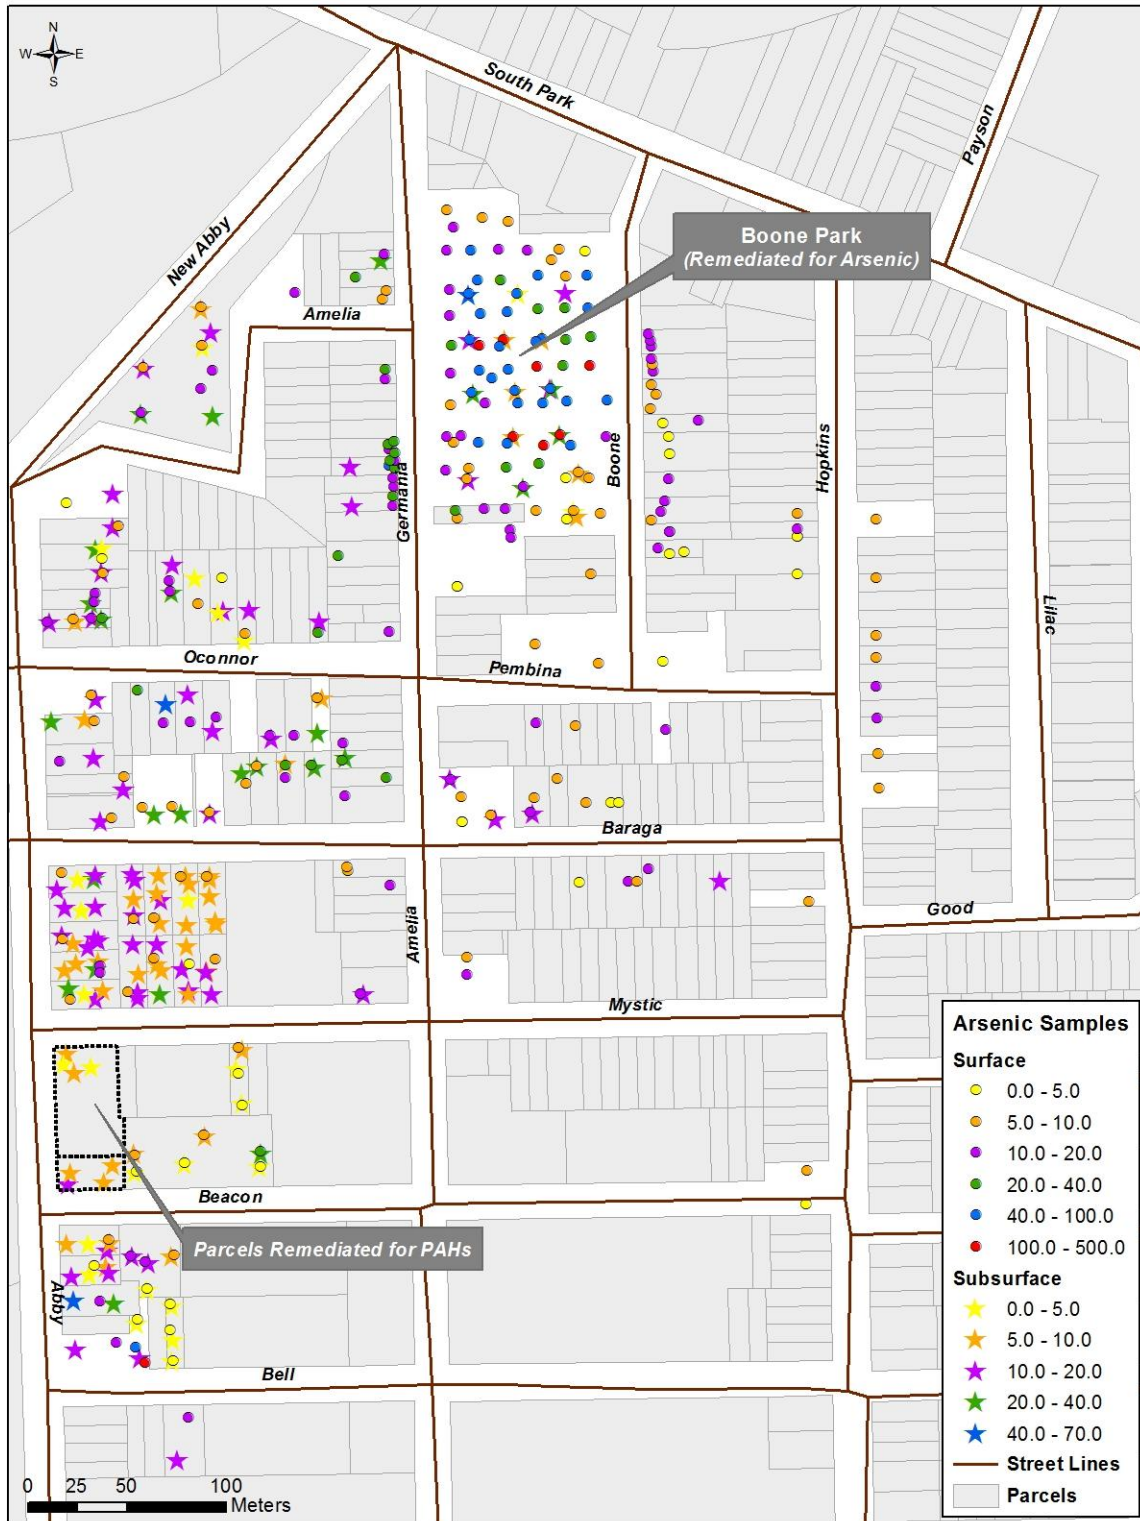 N
W E
S
South Park
Payson
New Abby
Boone Park
(Remediated for Arsenic)
Amelia
Germania
Boone
Hopkins
Lilac
Oconnor
Pembina
Baraga
Good
Amelia
Mystic
Beacon
Parcels Remediated for PAHs
Abby
Bell
0 25 50 100
Meters
Arsenic Samples
Surface
0.0 - 5.0
5.0 - 10.0
10.0 - 20.0
20.0 - 40.0
40.0 - 100.0
100.0 - 500.0
Subsurface
0.0 - 5.0
5.0 - 10.0
10.0 - 20.0
20.0 - 40.0
40.0 - 70.0
Street Lines
Parcels